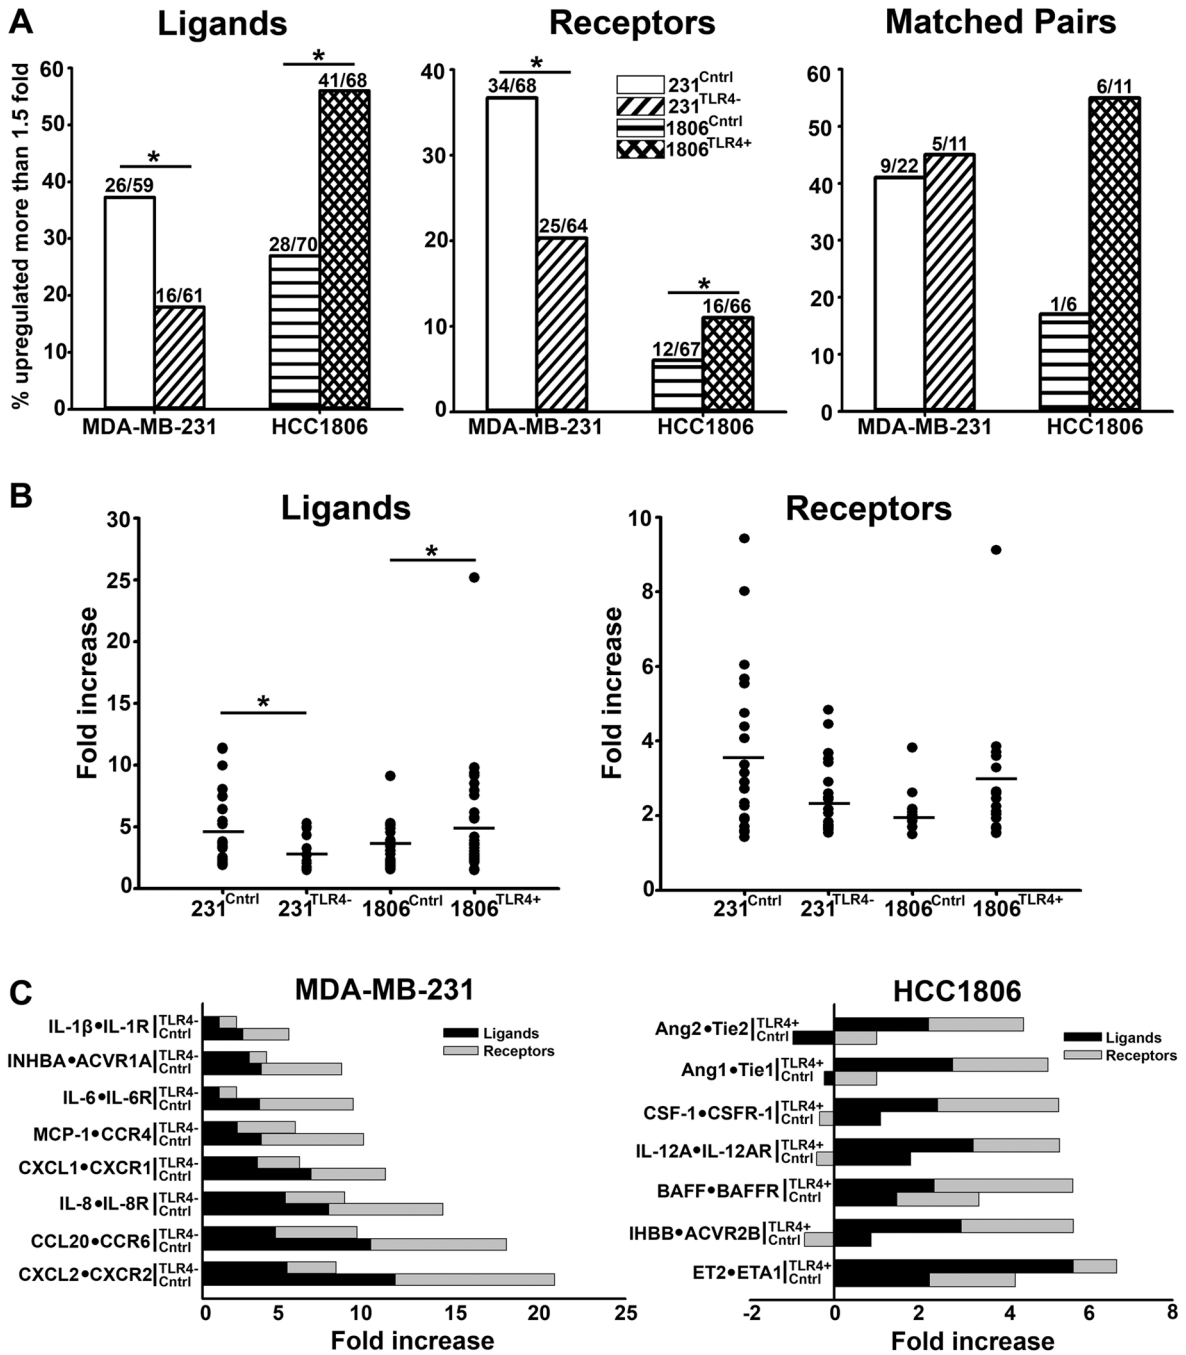 A
Ligands
Receptors
Matched Pairs
% upregulated more than 1.5 fold
60
50
40
30
20
10
0
26/59
*
16/61
28/70
41/68
*
MDA-MB-231
HCC1806
40
30
20
10
0
34/68
*
25/64
12/67
16/66
*
231Cntrl
231TLR4-
1806Cntrl
1806TLR4+
MDA-MB-231
HCC1806
60
50
40
30
20
10
0
9/22
5/11
1/6
6/11
MDA-MB-231
HCC1806
B
Ligands
Fold increase
30
25
20
15
10
5
0
*
*
231Cntrl
231TLR4-
1806Cntrl
1806TLR4+
Receptors
Fold increase
10
8
6
4
2
0
231Cntrl
231TLR4-
1806Cntrl
1806TLR4+
C
MDA-MB-231
Ligands
Receptors
IL-1β•IL-1R TLR4-
Cntrl
INHBA•ACVR1A TLR4-
Cntrl
IL-6•IL-6R TLR4-
Cntrl
MCP-1•CCR4 TLR4-
Cntrl
CXCL1•CXCR1 TLR4-
Cntrl
IL-8•IL-8R TLR4-
Cntrl
CCL20•CCR6 TLR4-
Cntrl
CXCL2•CXCR2 TLR4-
Cntrl
0 5 10 15 20 25
Fold increase
HCC1806
Ligands
Receptors
Ang2•Tie2 TLR4+
Cntrl
Ang1•Tie1 TLR4+
Cntrl
CSF-1•CSFR-1 TLR4+
Cntrl
IL-12A•IL-12AR TLR4+
Cntrl
BAFF•BAFFR TLR4+
Cntrl
IHBB•ACVR2B TLR4+
Cntrl
ET2•ETA1 TLR4+
Cntrl
-2 0 2 4 6 8
Fold increase